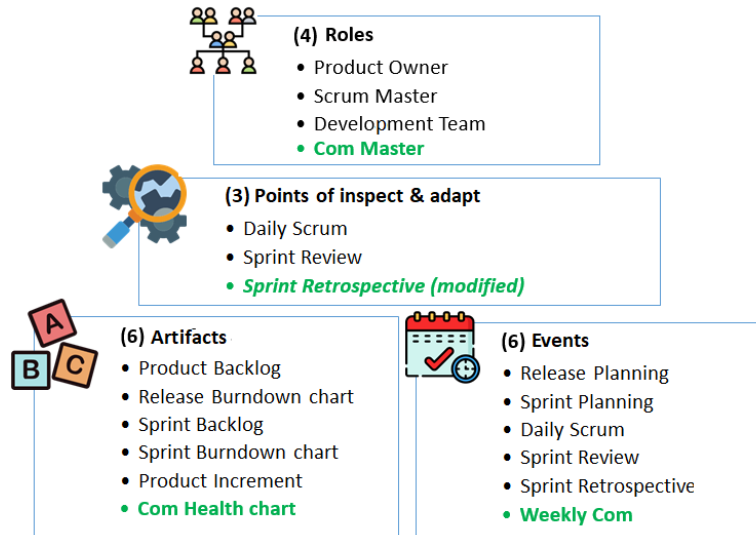 (4) Roles
• Product Owner
• Scrum Master
• Development Team
• Com Master
(3) Points of inspect & adapt
• Daily Scrum
• Sprint Review
• Sprint Retrospective (modified)
A
B
C
(6) Artifacts
• Product Backlog
• Release Burndown chart
• Sprint Backlog
• Sprint Burndown chart
• Product Increment
• Com Health chart
(6) Events
• Release Planning
• Sprint Planning
• Daily Scrum
• Sprint Review
• Sprint Retrospective
• Weekly Com